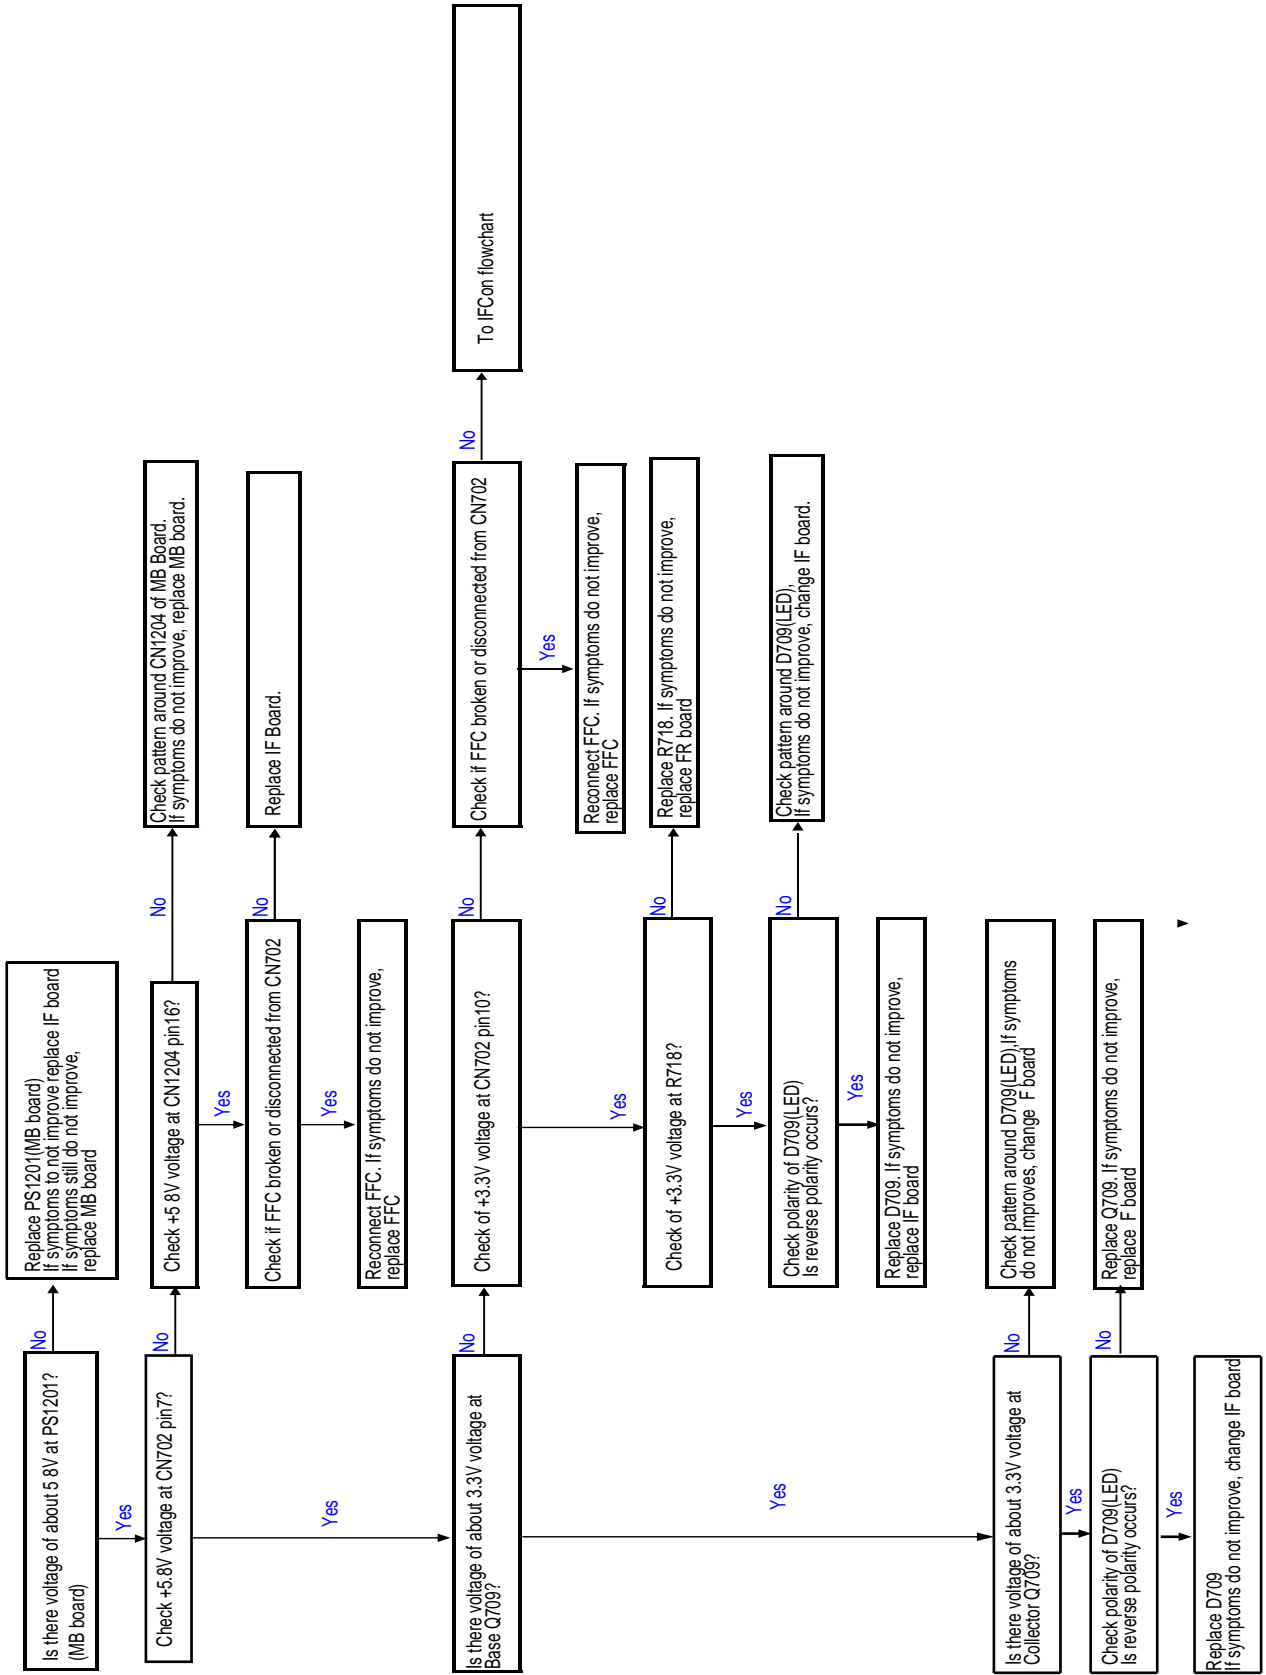 Is there voltage of about 5 8V at PS1201?
(MB board)
No
Replace PS1201(MB board)
If symptoms to not improve replace IF board
If symptoms still do not improve,
replace MB board
Yes
Check +5.8V voltage at CN702 pin7?
No
Check +5 8V voltage at CN1204 pin16?
No
Check pattern around CN1204 of MB Board.
If symptoms do not improve, replace MB board.
Yes
Check if FFC broken or disconnected from CN702
No
Replace IF Board.
Yes
Reconnect FFC. If symptoms do not improve,
replace FFC
Yes
Is there voltage of about 3.3V voltage at
Base Q709?
No
Check of +3.3V voltage at CN702 pin10?
No
Check if FFC broken or disconnected from CN702
No
To IFCon flowchart
Yes
Reconnect FFC. If symptoms do not improve,
replace FFC
Yes
Check of +3.3V voltage at R718?
No
Replace R718. If symptoms do not improve,
replace FR board
Yes
Check polarity of D709(LED)
Is reverse polarity occurs?
No
Check pattern around D709(LED),
If symptoms do not improve, change IF board.
Yes
Replace D709. If symptoms do not improve,
replace IF board
Yes
Is there voltage of about 3.3V voltage at
Collector Q709?
No
Check pattern around D709(LED),If symptoms
do not improves, change F board
Yes
Check polarity of D709(LED)
Is reverse polarity occurs?
No
Replace Q709. If symptoms do not improve,
replace F board
Yes
Replace D709
If symptoms do not improve, change IF board